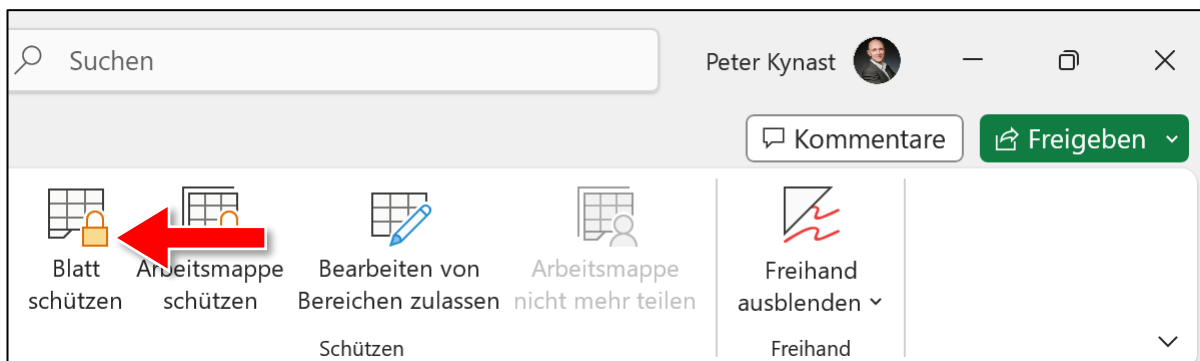 Suchen
Peter Kynast
Kommentare
Freigeben
Blatt
schützen
Arbeitsmappe
schützen
Bearbeiten von
Bereichen zulassen
Arbeitsmappe
nicht mehr teilen
Freihand
ausblenden
Schützen
Freihand